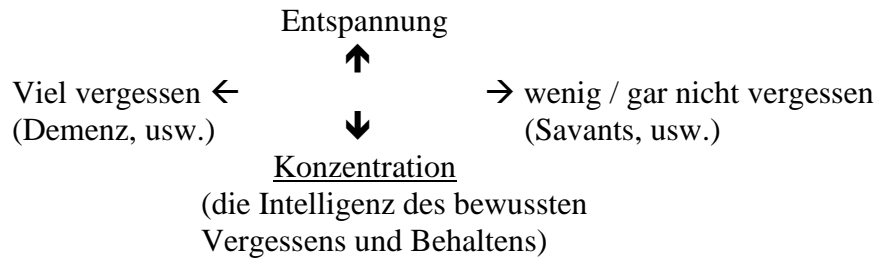 Entspannung
🡹
Viel vergessen ← → wenig / gar nicht vergessen
(Demenz, usw.) 🡻 (Savants, usw.)
Konzentration
(die Intelligenz des bewussten
Vergessens und Behaltens)